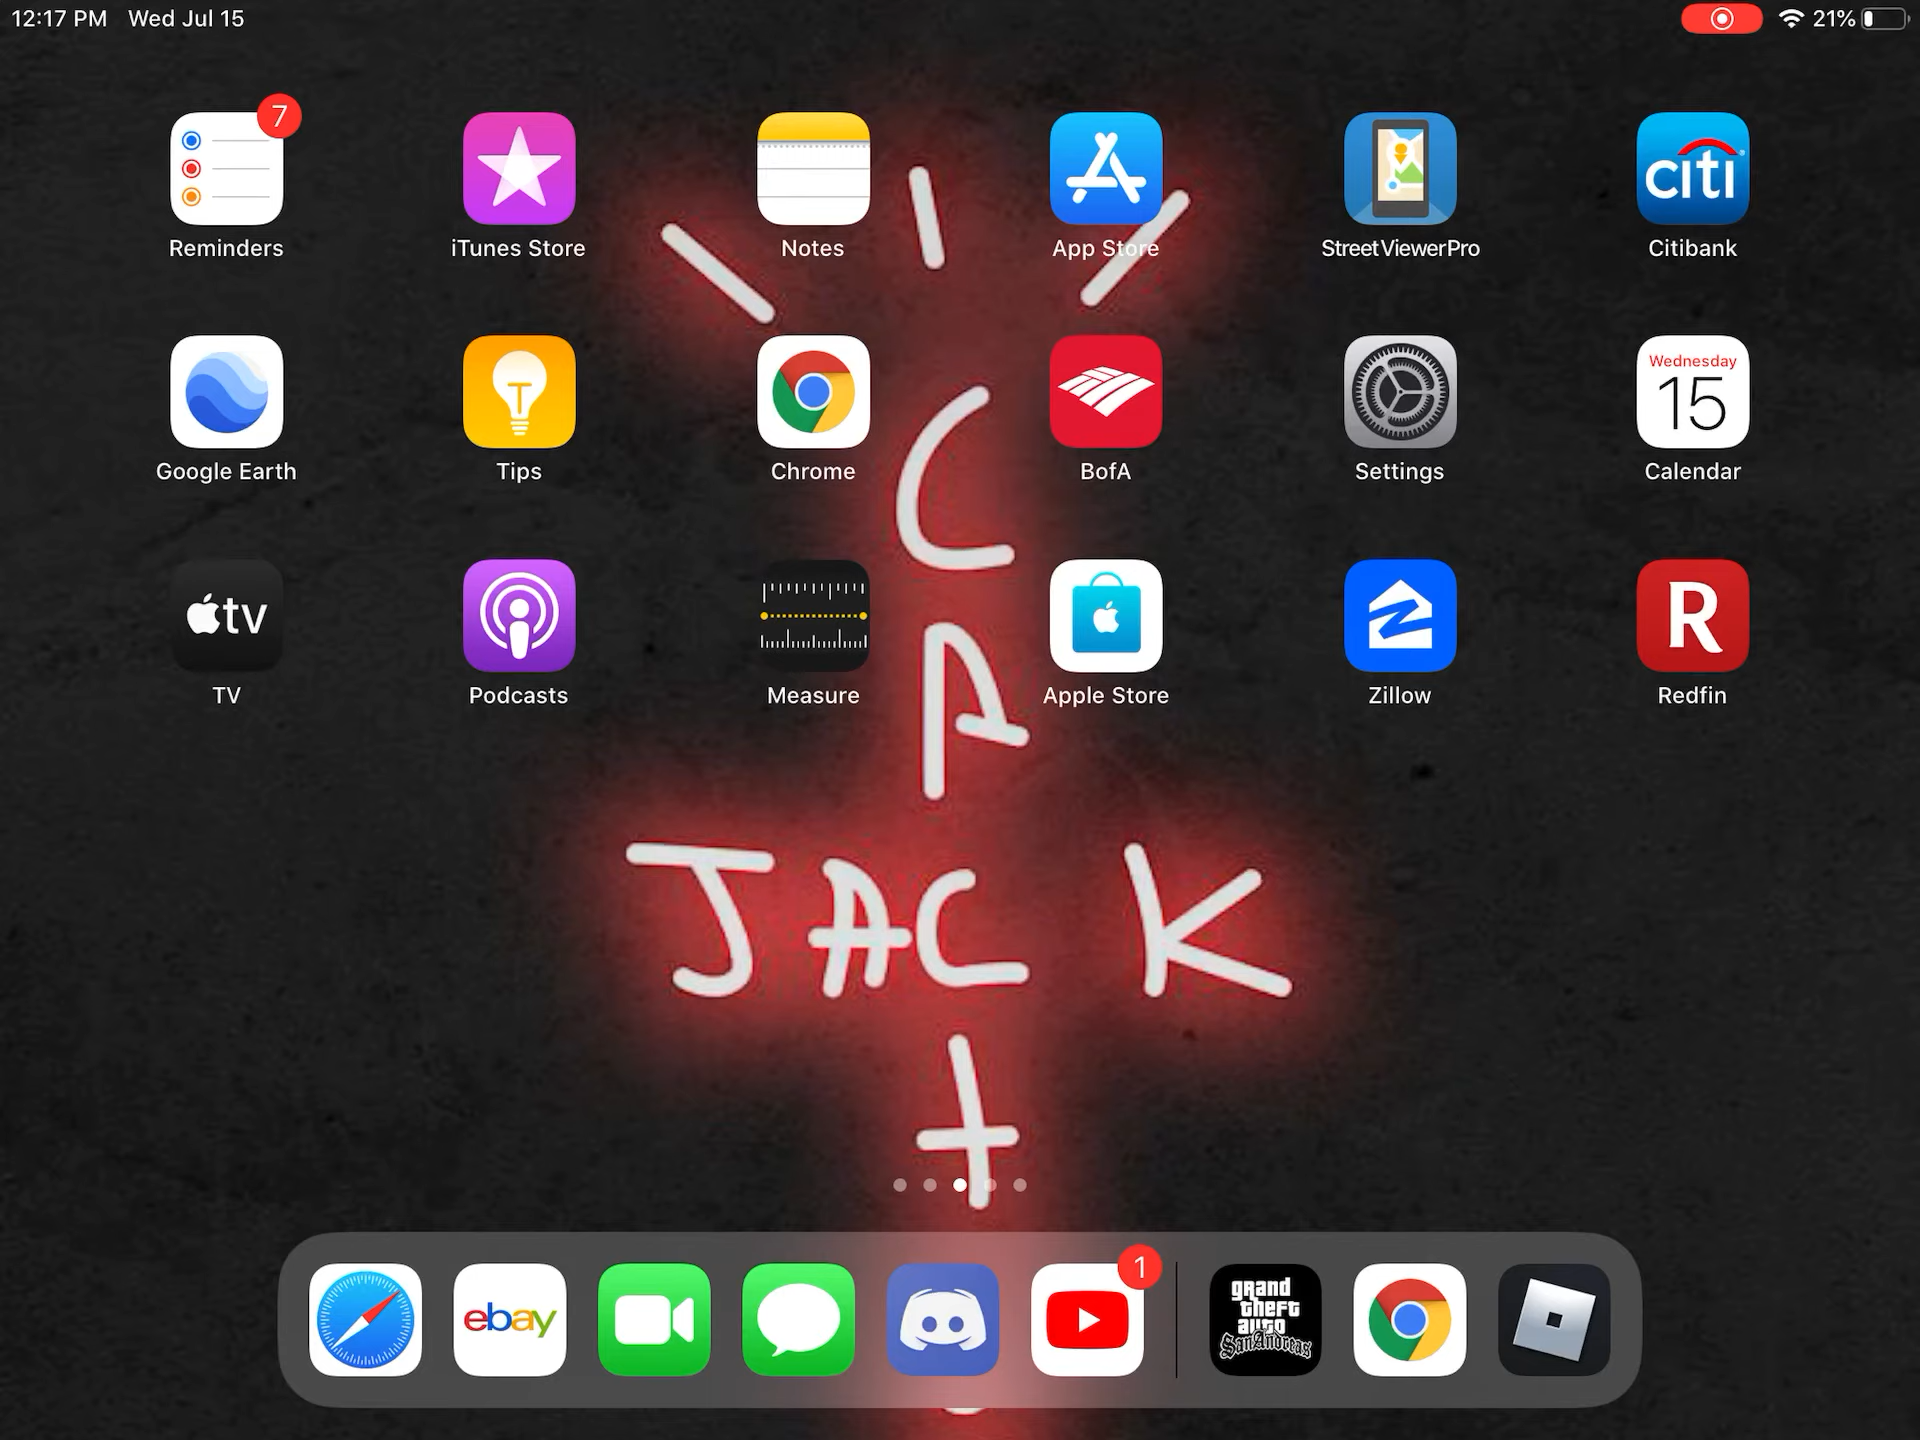 12:17 PM Wed Jul 15 21%
7
citi
Reminders iTunes Store Notes App Store StreetViewerPro Citibank
Wednesday
15
Google Earth Tips Chrome BofA Settings Calendar
tv R
TV Podcasts Measure Apple Store Zillow Redfin
C
A
JACK
T
1
ebay
grand
theft
auto
San Andreas